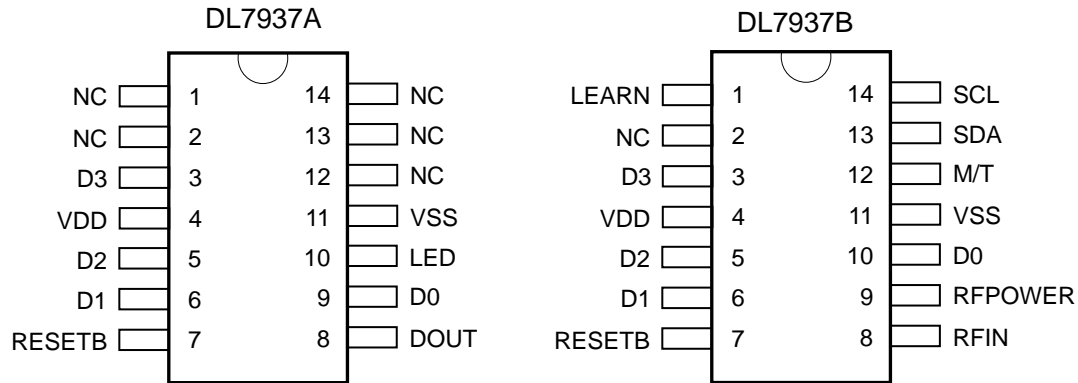 DL7937A
NC 1 14 NC
NC 2 13 NC
D3 3 12 NC
VDD 4 11 VSS
D2 5 10 LED
D1 6 9 D0
RESETB 7 8 DOUT
DL7937B
LEARN 1 14 SCL
NC 2 13 SDA
D3 3 12 M/T
VDD 4 11 VSS
D2 5 10 D0
D1 6 9 RFPOWER
RESETB 7 8 RFIN